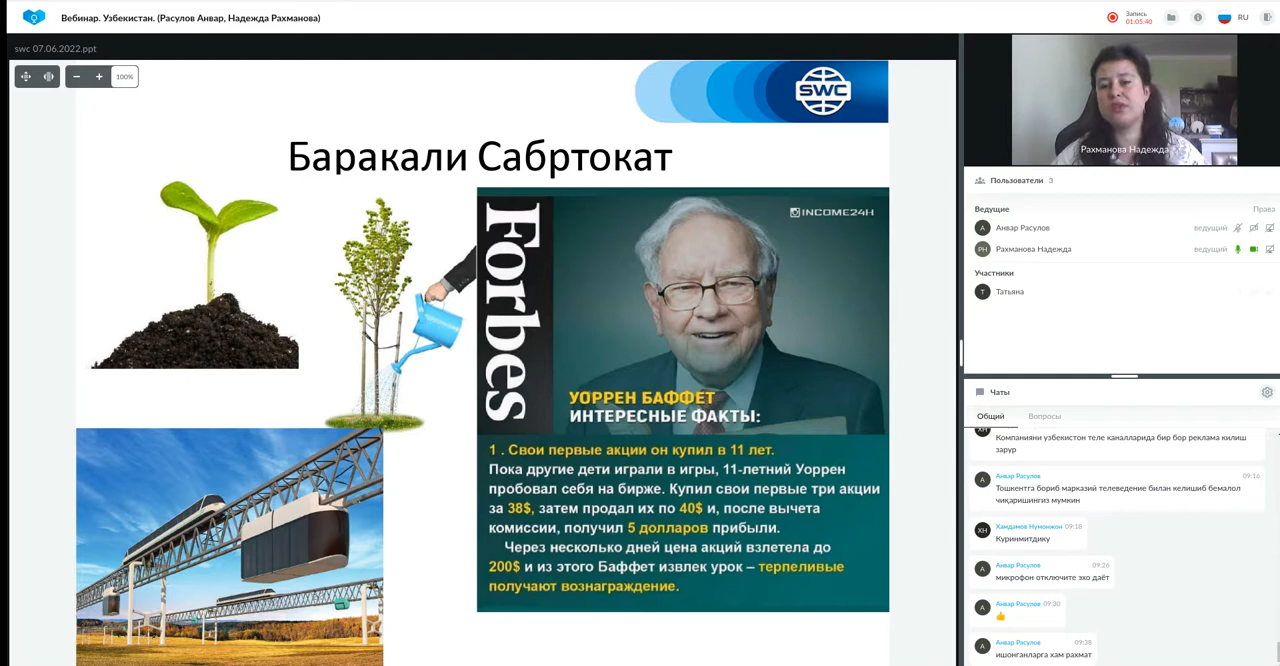 Вебинар. Узбекистан. (Расулов Анвар, Надежда Рахманова)
Запись
01:05:40
RU
swc 07.06.2022.ppt
100%
SWC
Баракали Сабртокат
Forbes
INCOME24H
УОРРЕН БАФФЕТ
ИНТЕРЕСНЫЕ ФАКТЫ:
1 . Свои первые акции он купил в 11 лет.
Пока другие дети играли в игры, 11-летний Уоррен
пробовал себя на бирже. Купил свои первые три акции
за 38$, затем продал их по 40$ и, после вычета
комиссии, получил 5 долларов прибыли.
Через несколько дней цена акций взлетела до
200$ и из этого Баффет извлек урок – терпеливые
получают вознаграждение.
Рахманова Надежда
Пользователи 3
Ведущие Права
А Анвар Расулов ведущий
РН Рахманова Надежда ведущий
Участники
Т Татьяна
Чаты
Общий Вопросы
ХН
Компанияни узбекистон теле каналларида бир бор реклама килиш
зарур
А Анвар Расулов 09:16
Тошкентга бориб марказий телеведение билан келишиб бемалол
чиқаришингиз мумкин
ХН Хамдамов Нумонжон 09:18
Куринмитдику
А Анвар Расулов 09:26
микрофон отключите эхо даёт
А Анвар Расулов 09:30
👍
А Анвар Расулов 09:38
ишонганларга хам рахмат